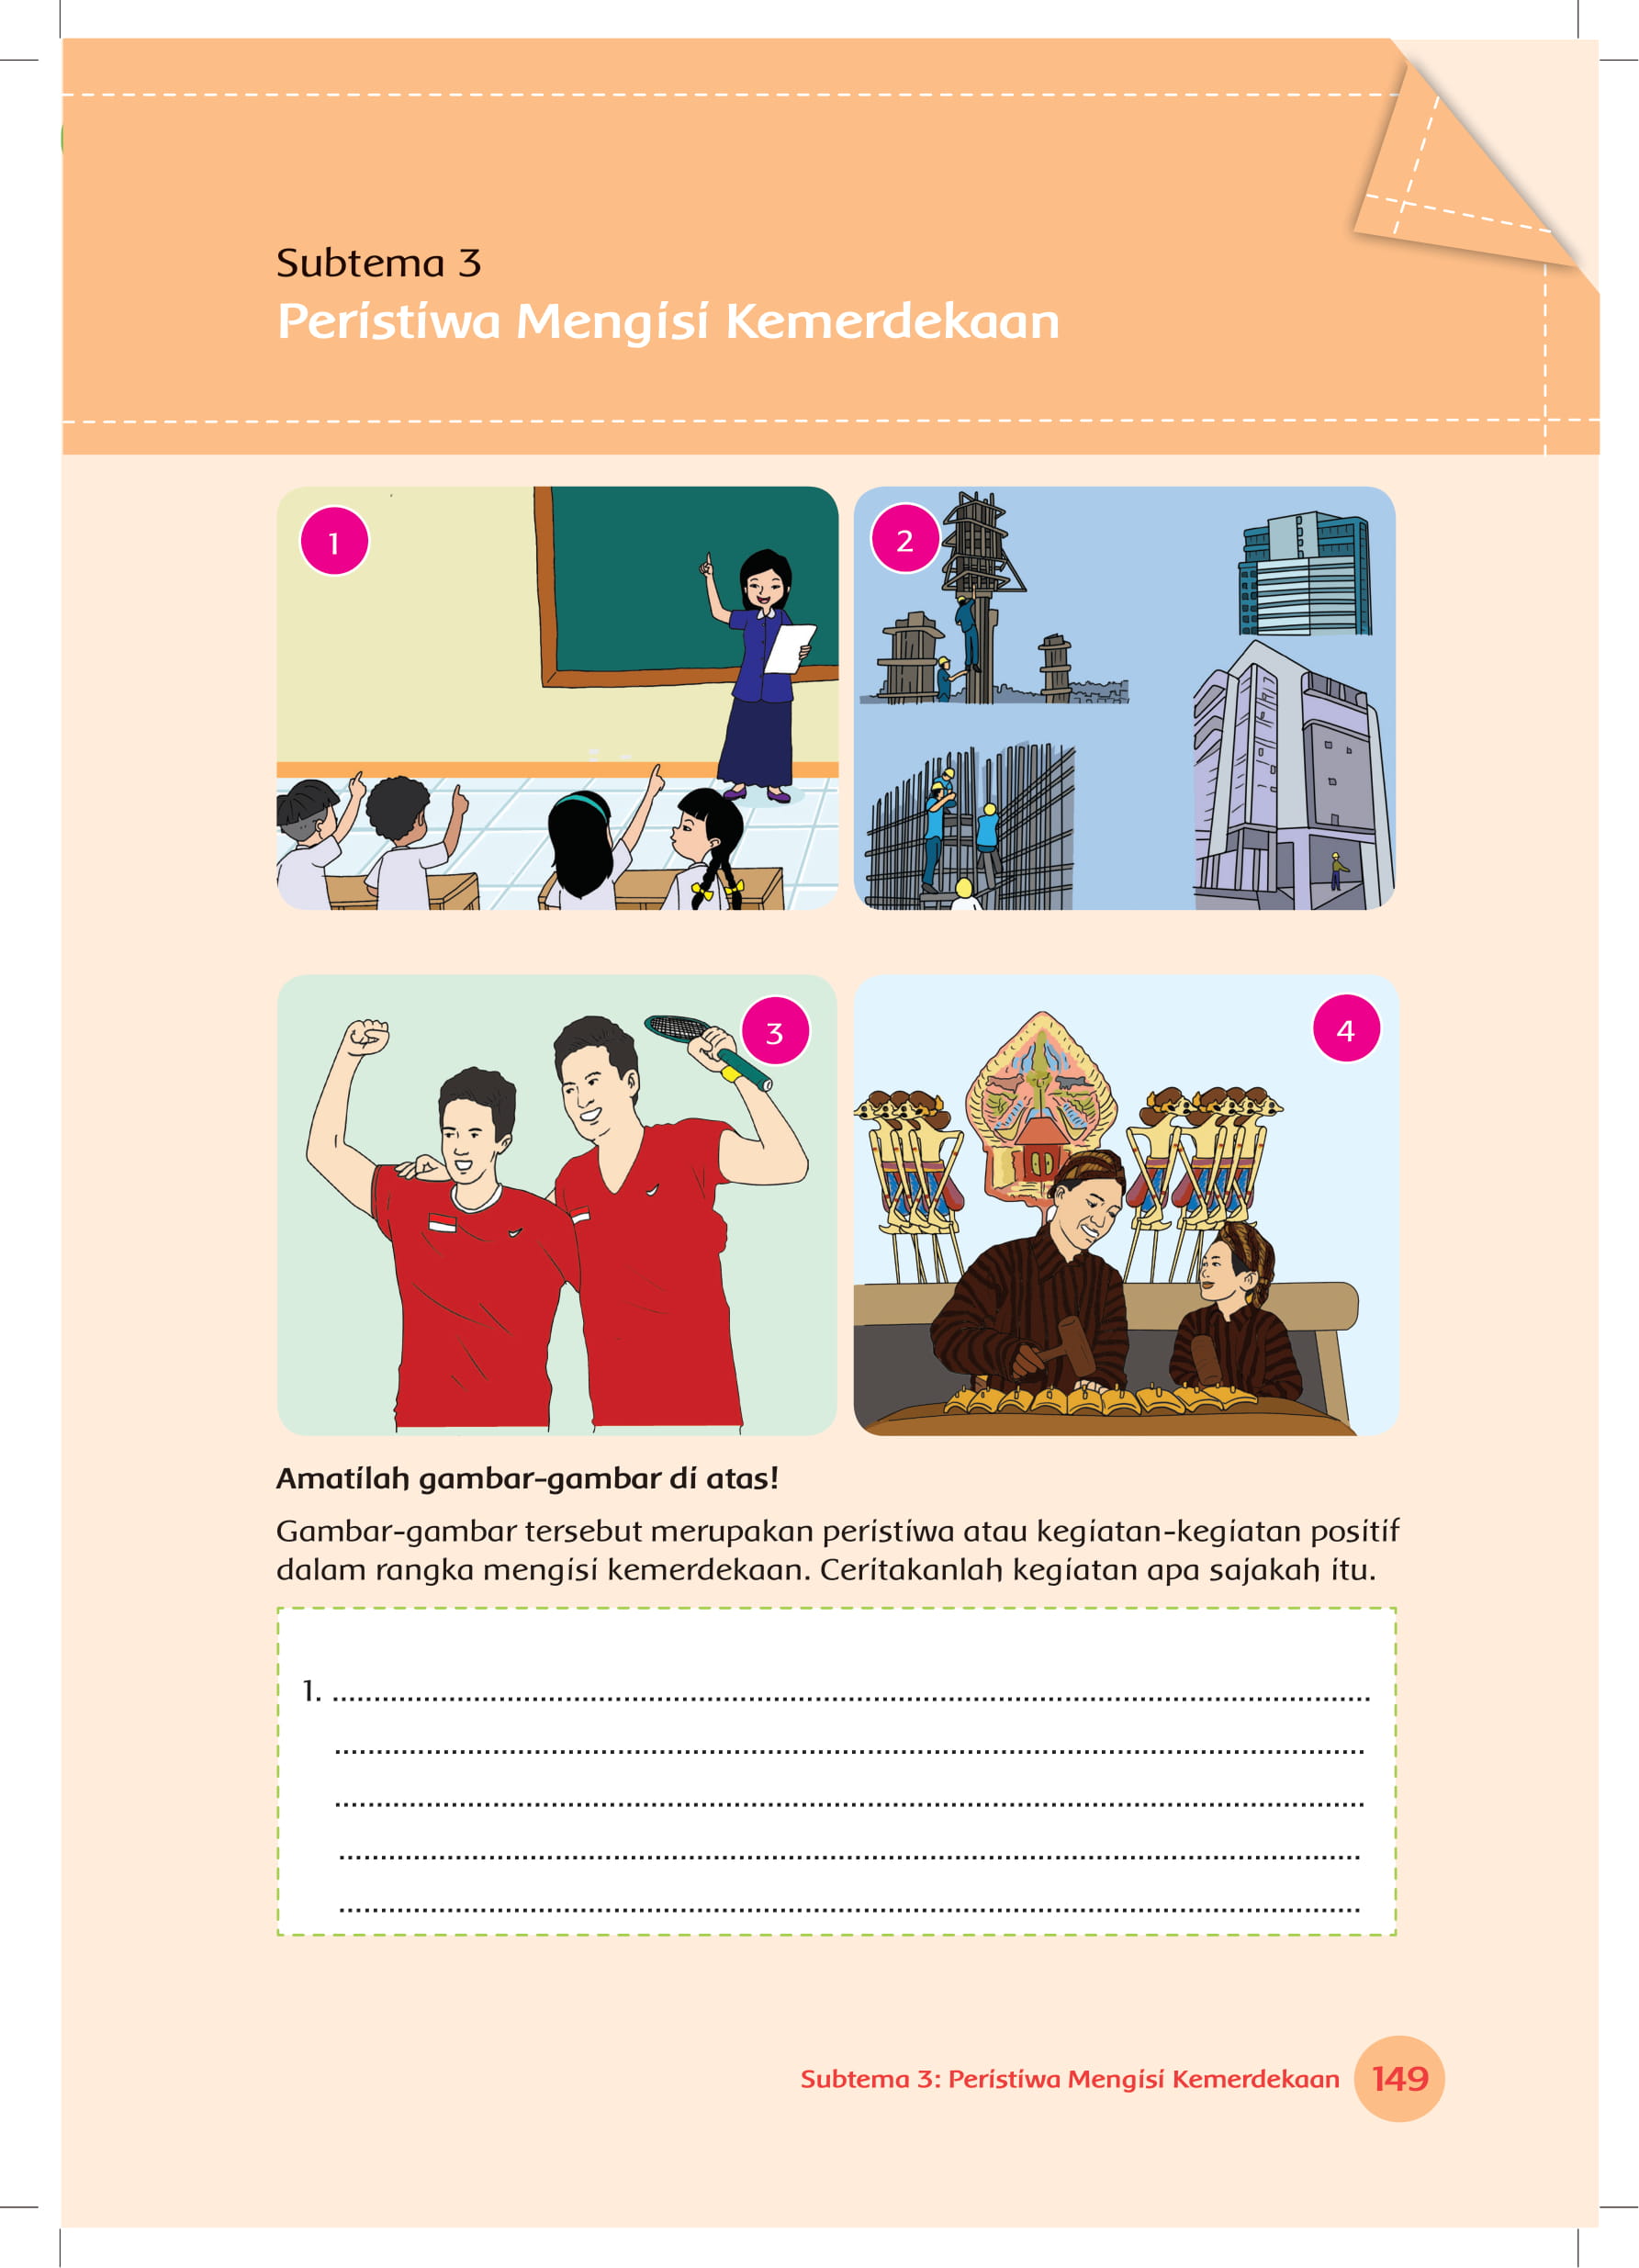 Subtema 3
Peristiwa Mengisi Kemerdekaan
1
2
3
4
Amatilah gambar-gambar di atas!
Gambar-gambar tersebut merupakan peristiwa atau kegiatan-kegiatan positif
dalam rangka mengisi kemerdekaan. Ceritakanlah kegiatan apa sajakah itu.
1. ....................................................................................................
....................................................................................................
....................................................................................................
....................................................................................................
....................................................................................................
Subtema 3: Peristiwa Mengisi Kemerdekaan 149